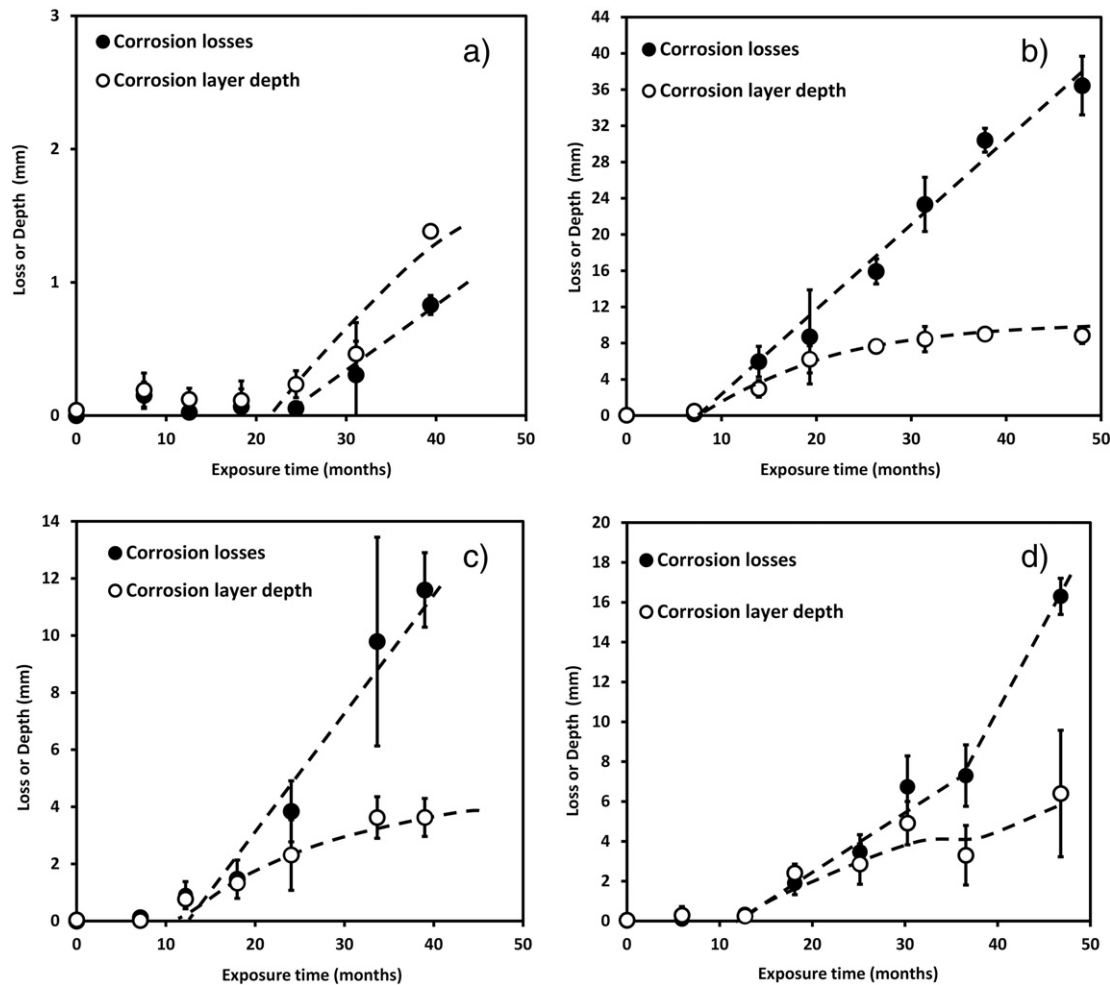 3
2
1
0
0
10
20
30
40
50
Corrosion losses
Corrosion layer depth
a)
Loss or Depth (mm)
Exposure time (months)
44
40
36
32
28
24
20
16
12
8
4
0
0
10
20
30
40
50
Corrosion losses
Corrosion layer depth
b)
Loss or Depth (mm)
Exposure time (months)
14
12
10
8
6
4
2
0
0
10
20
30
40
50
Corrosion losses
Corrosion layer depth
c)
Loss or Depth (mm)
Exposure time (months)
20
18
16
14
12
10
8
6
4
2
0
0
10
20
30
40
50
Corrosion losses
Corrosion layer depth
d)
Loss or Depth (mm)
Exposure time (months)